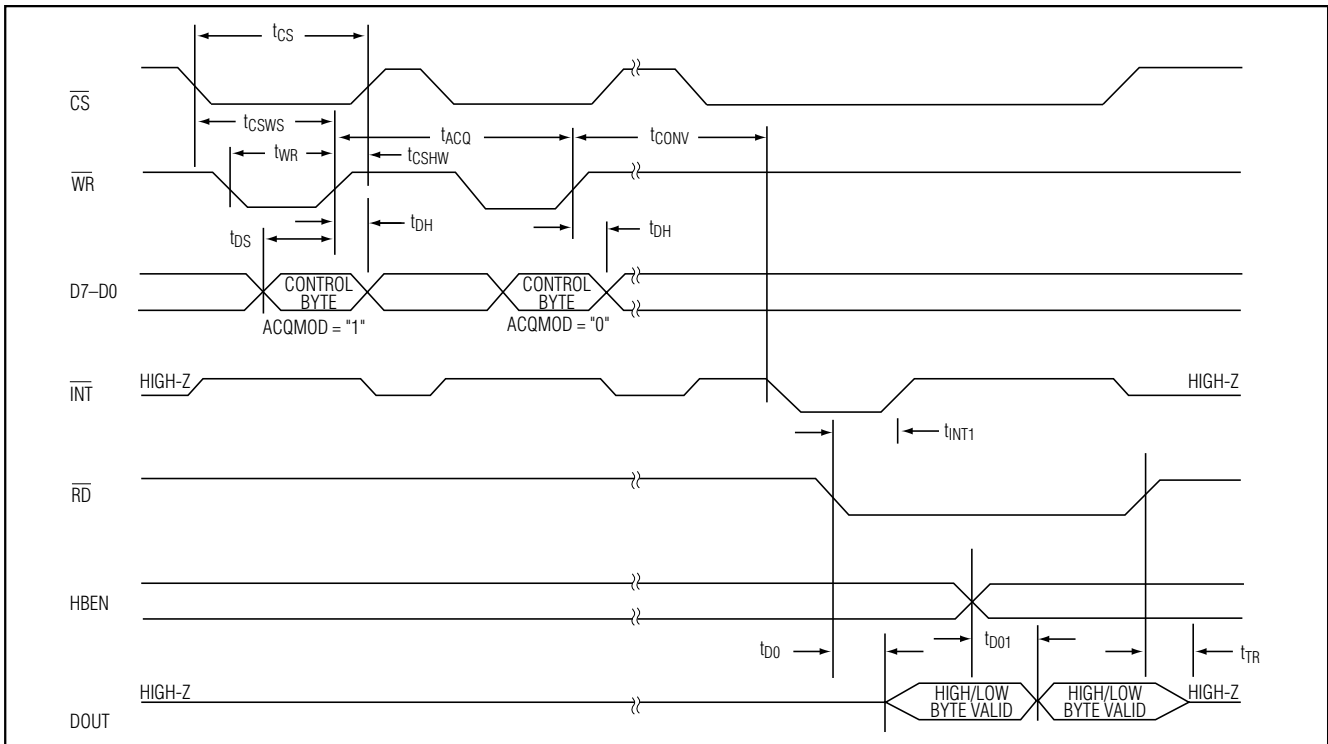 tCS
CS
tCSWS
tACQ
tCONV
tWR
tCSHW
WR
tDS
tDH
tDH
D7–D0
CONTROL
BYTE
CONTROL
BYTE
ACQMOD = "1"
ACQMOD = "0"
INT
HIGH-Z
HIGH-Z
tINT1
RD
HBEN
tD0
tD01
tTR
HIGH-Z
HIGH/LOW
BYTE VALID
HIGH/LOW
BYTE VALID
HIGH-Z
DOUT